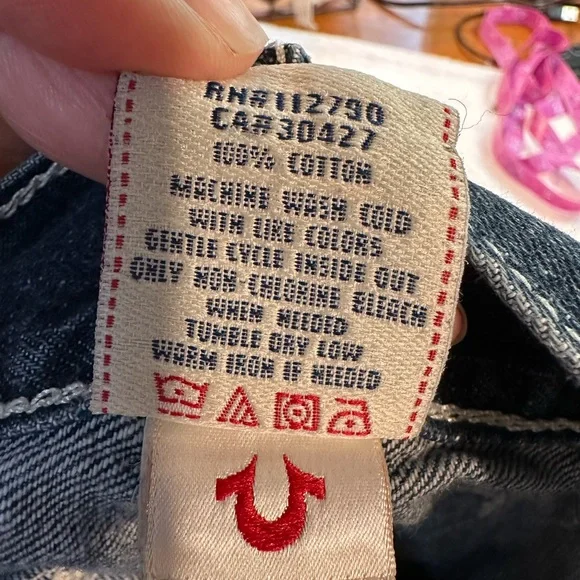 RN#112790
CA#30427
100% COTTON
MACHINE WASH COLD
WITH LIKE COLORS
GENTLE CYCLE INSIDE OUT
ONLY NON-CHLORINE BLEACH
WHEN NEEDED
TUMBLE DRY LOW
WARM IRON IF NEEDED